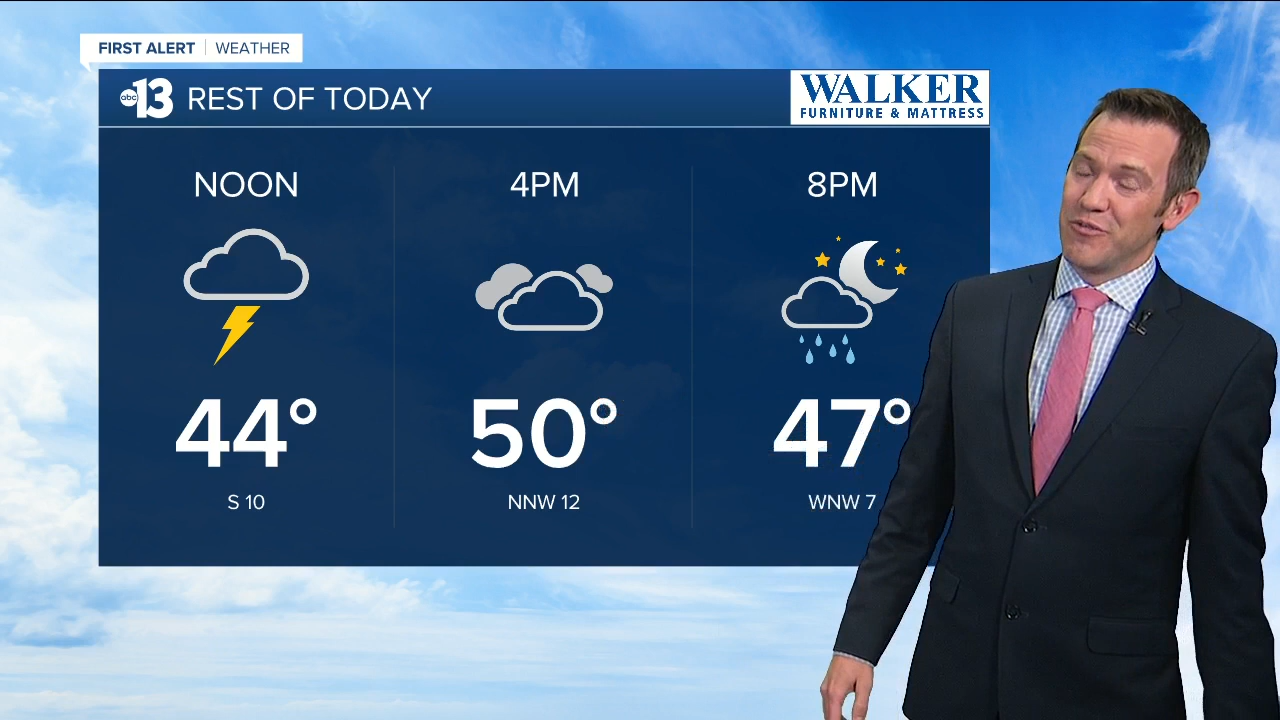 FIRST ALERT | WEATHER
abc 13 REST OF TODAY
WALKER
FURNITURE & MATTRESS
NOON 4PM 8PM
44° 50° 47°
S 10 NNW 12 WNW 7